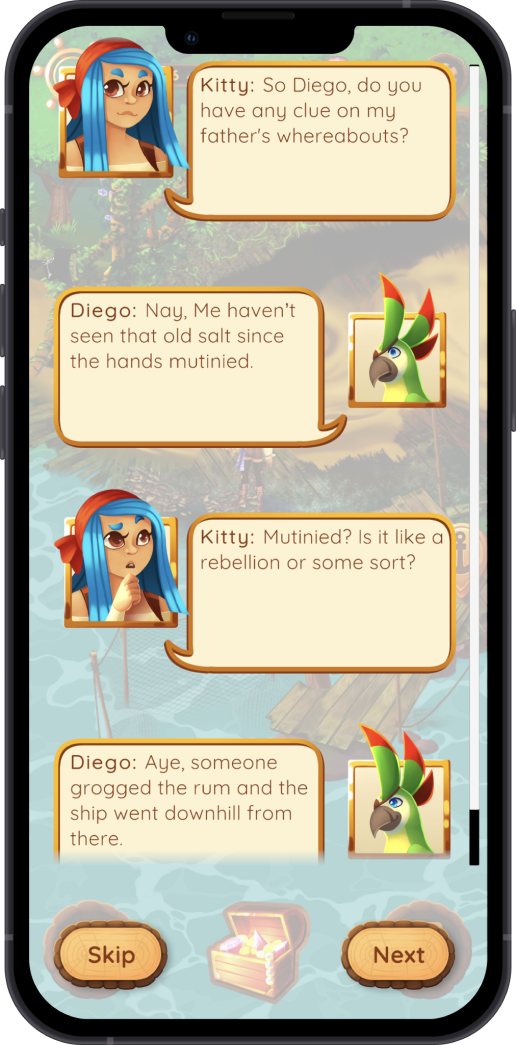 Kitty: So Diego, do you
have any clue on my
father's whereabouts?
Diego: Nay, Me haven't
seen that old salt since
the hands mutinied.
Kitty: Mutinied? Is it like a
rebellion or some sort?
Diego: Aye, someone
grogged the rum and the
ship went downhill from
there.
Skip
Next